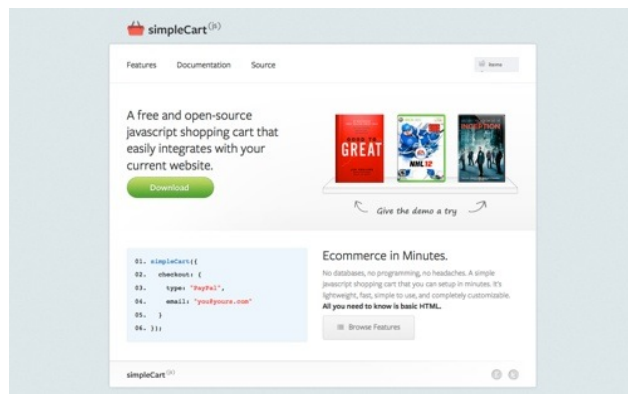 simpleCart(js)
Features Documentation Source
items
A free and open-source
javascript shopping cart that
easily integrates with your
current website.
Download
GOOD TO
GREAT
NHL 12
INCEPTION
Give the demo a try
01. simpleCart({
02. checkout: {
03. type: "PayPal",
04. email: "you@yours.com"
05. }
06. });
Ecommerce in Minutes.
No databases, no programming, no headaches. A simple
javascript shopping cart that you can setup in minutes. It's
lightweight, fast, simple to use, and completely customizable.
All you need to know is basic HTML.
Browse Features
simpleCart(js)